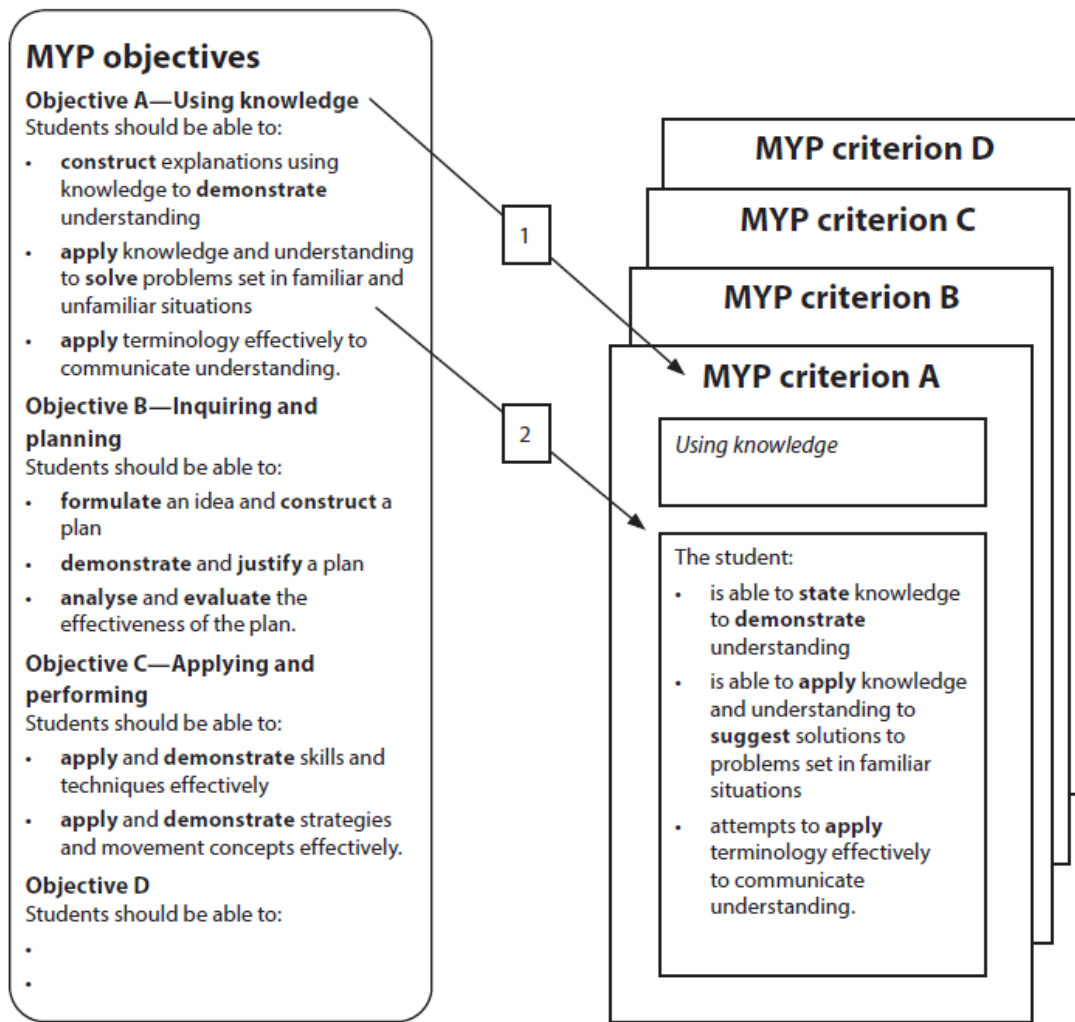 MYP objectives
Objective A—Using knowledge
Students should be able to:
• construct explanations using
knowledge to demonstrate
understanding
• apply knowledge and understanding
to solve problems set in familiar and
unfamiliar situations
• apply terminology effectively to
communicate understanding.
Objective B—Inquiring and
planning
Students should be able to:
• formulate an idea and construct a
plan
• demonstrate and justify a plan
• analyse and evaluate the
effectiveness of the plan.
Objective C—Applying and
performing
Students should be able to:
• apply and demonstrate skills and
techniques effectively
• apply and demonstrate strategies
and movement concepts effectively.
Objective D
Students should be able to:
•
•
1
2
MYP criterion D
MYP criterion C
MYP criterion B
MYP criterion A
Using knowledge
The student:
• is able to state knowledge
to demonstrate
understanding
• is able to apply knowledge
and understanding to
suggest solutions to
problems set in familiar
situations
• attempts to apply
terminology effectively
to communicate
understanding.